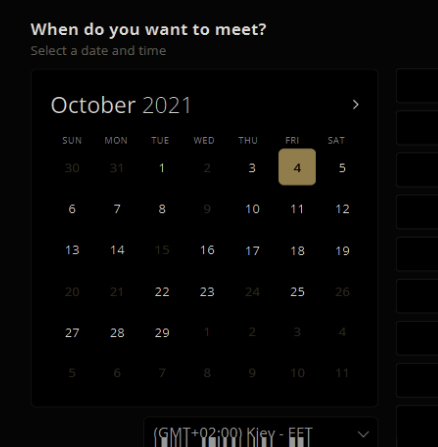 When do you want to meet?
Select a date and time
October 2021
SUN MON TUE WED THU FRI SAT
30 31 1 2 3 4 5
6 7 8 9 10 11 12
13 14 15 16 17 18 19
20 21 22 23 24 25 26
27 28 29 1 2 3 4
5 6 7 8 9 10 11
(GMT+02:00) Kiev - EET